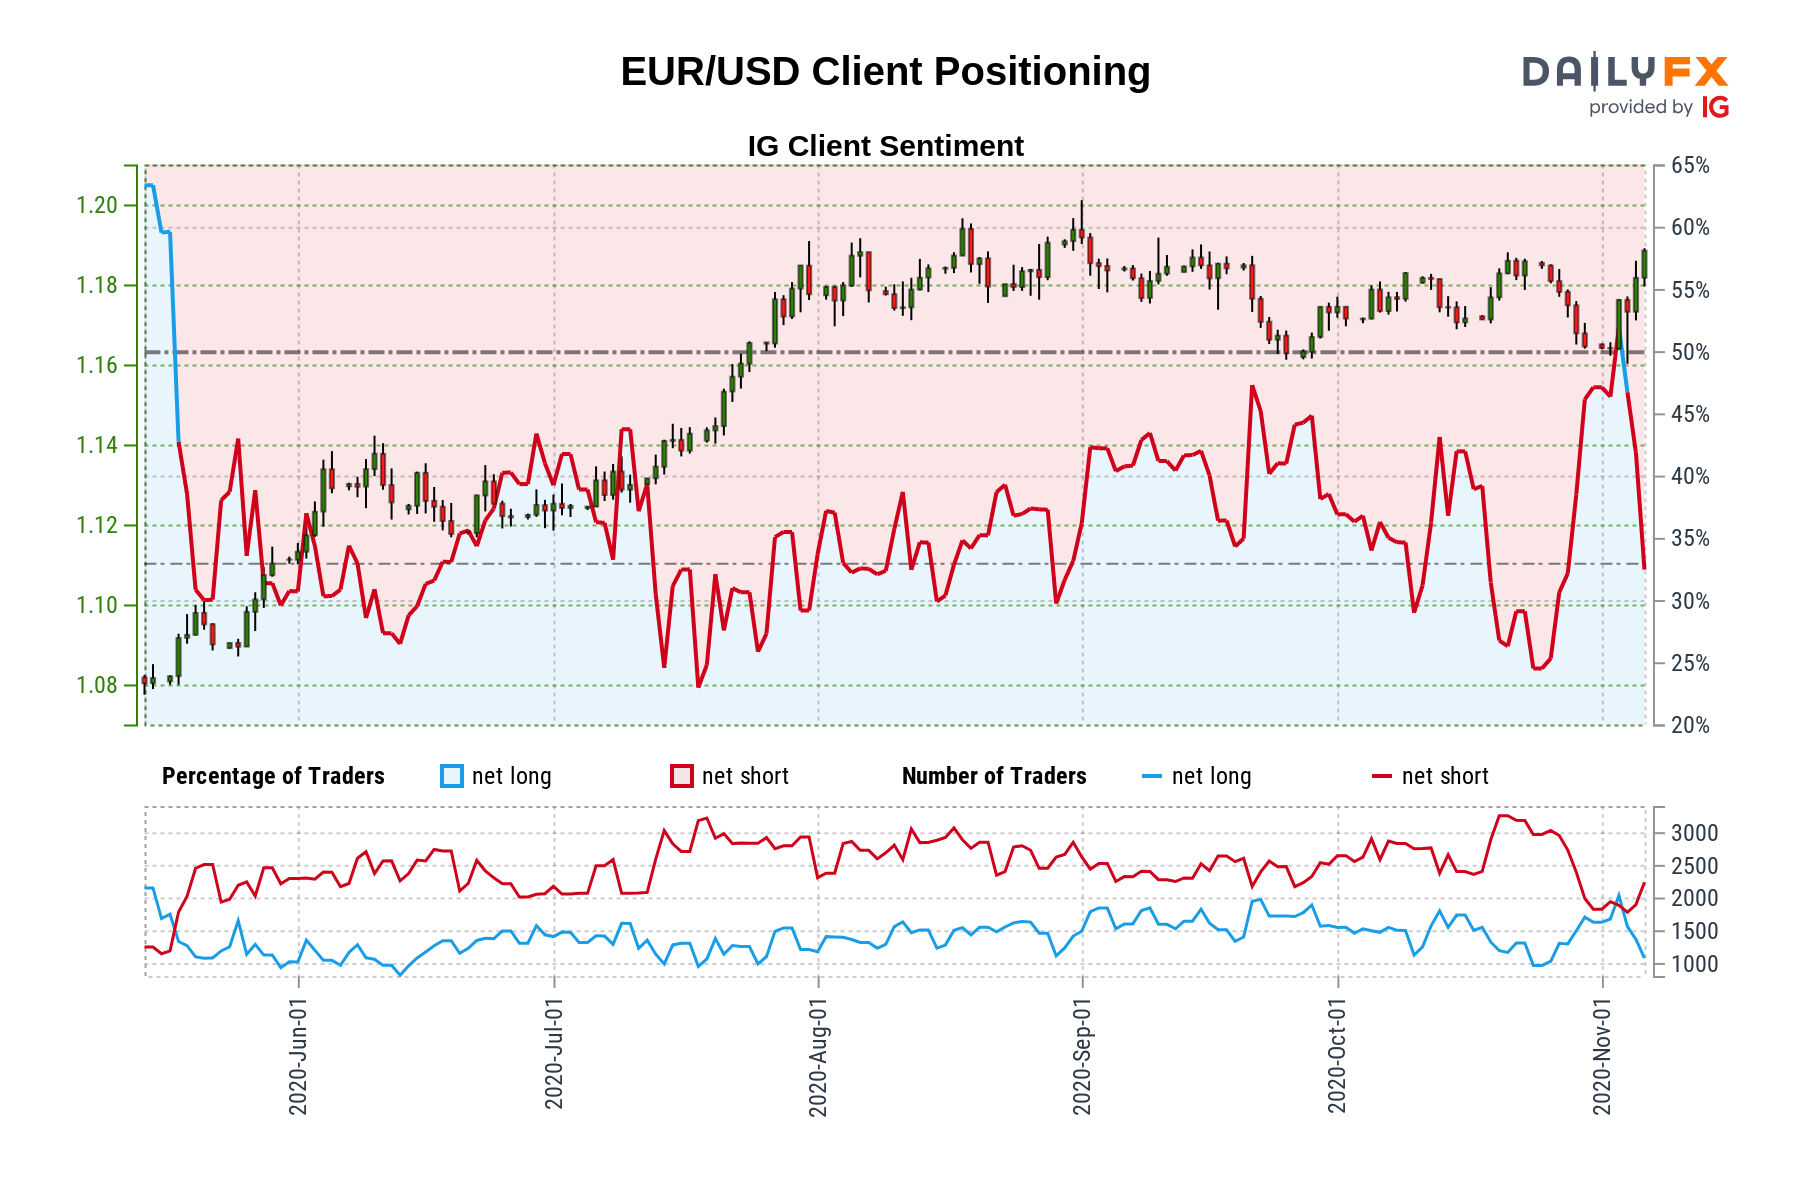 EUR/USD Client Positioning
DAILYFX
provided by IG
IG Client Sentiment
1.20
1.18
1.16
1.14
1.12
1.10
1.08
65%
60%
55%
50%
45%
40%
35%
30%
25%
20%
Percentage of Traders net long net short Number of Traders net long net short
3000
2500
2000
1500
1000
2020-Jun-01
2020-Jul-01
2020-Aug-01
2020-Sep-01
2020-Oct-01
2020-Nov-01